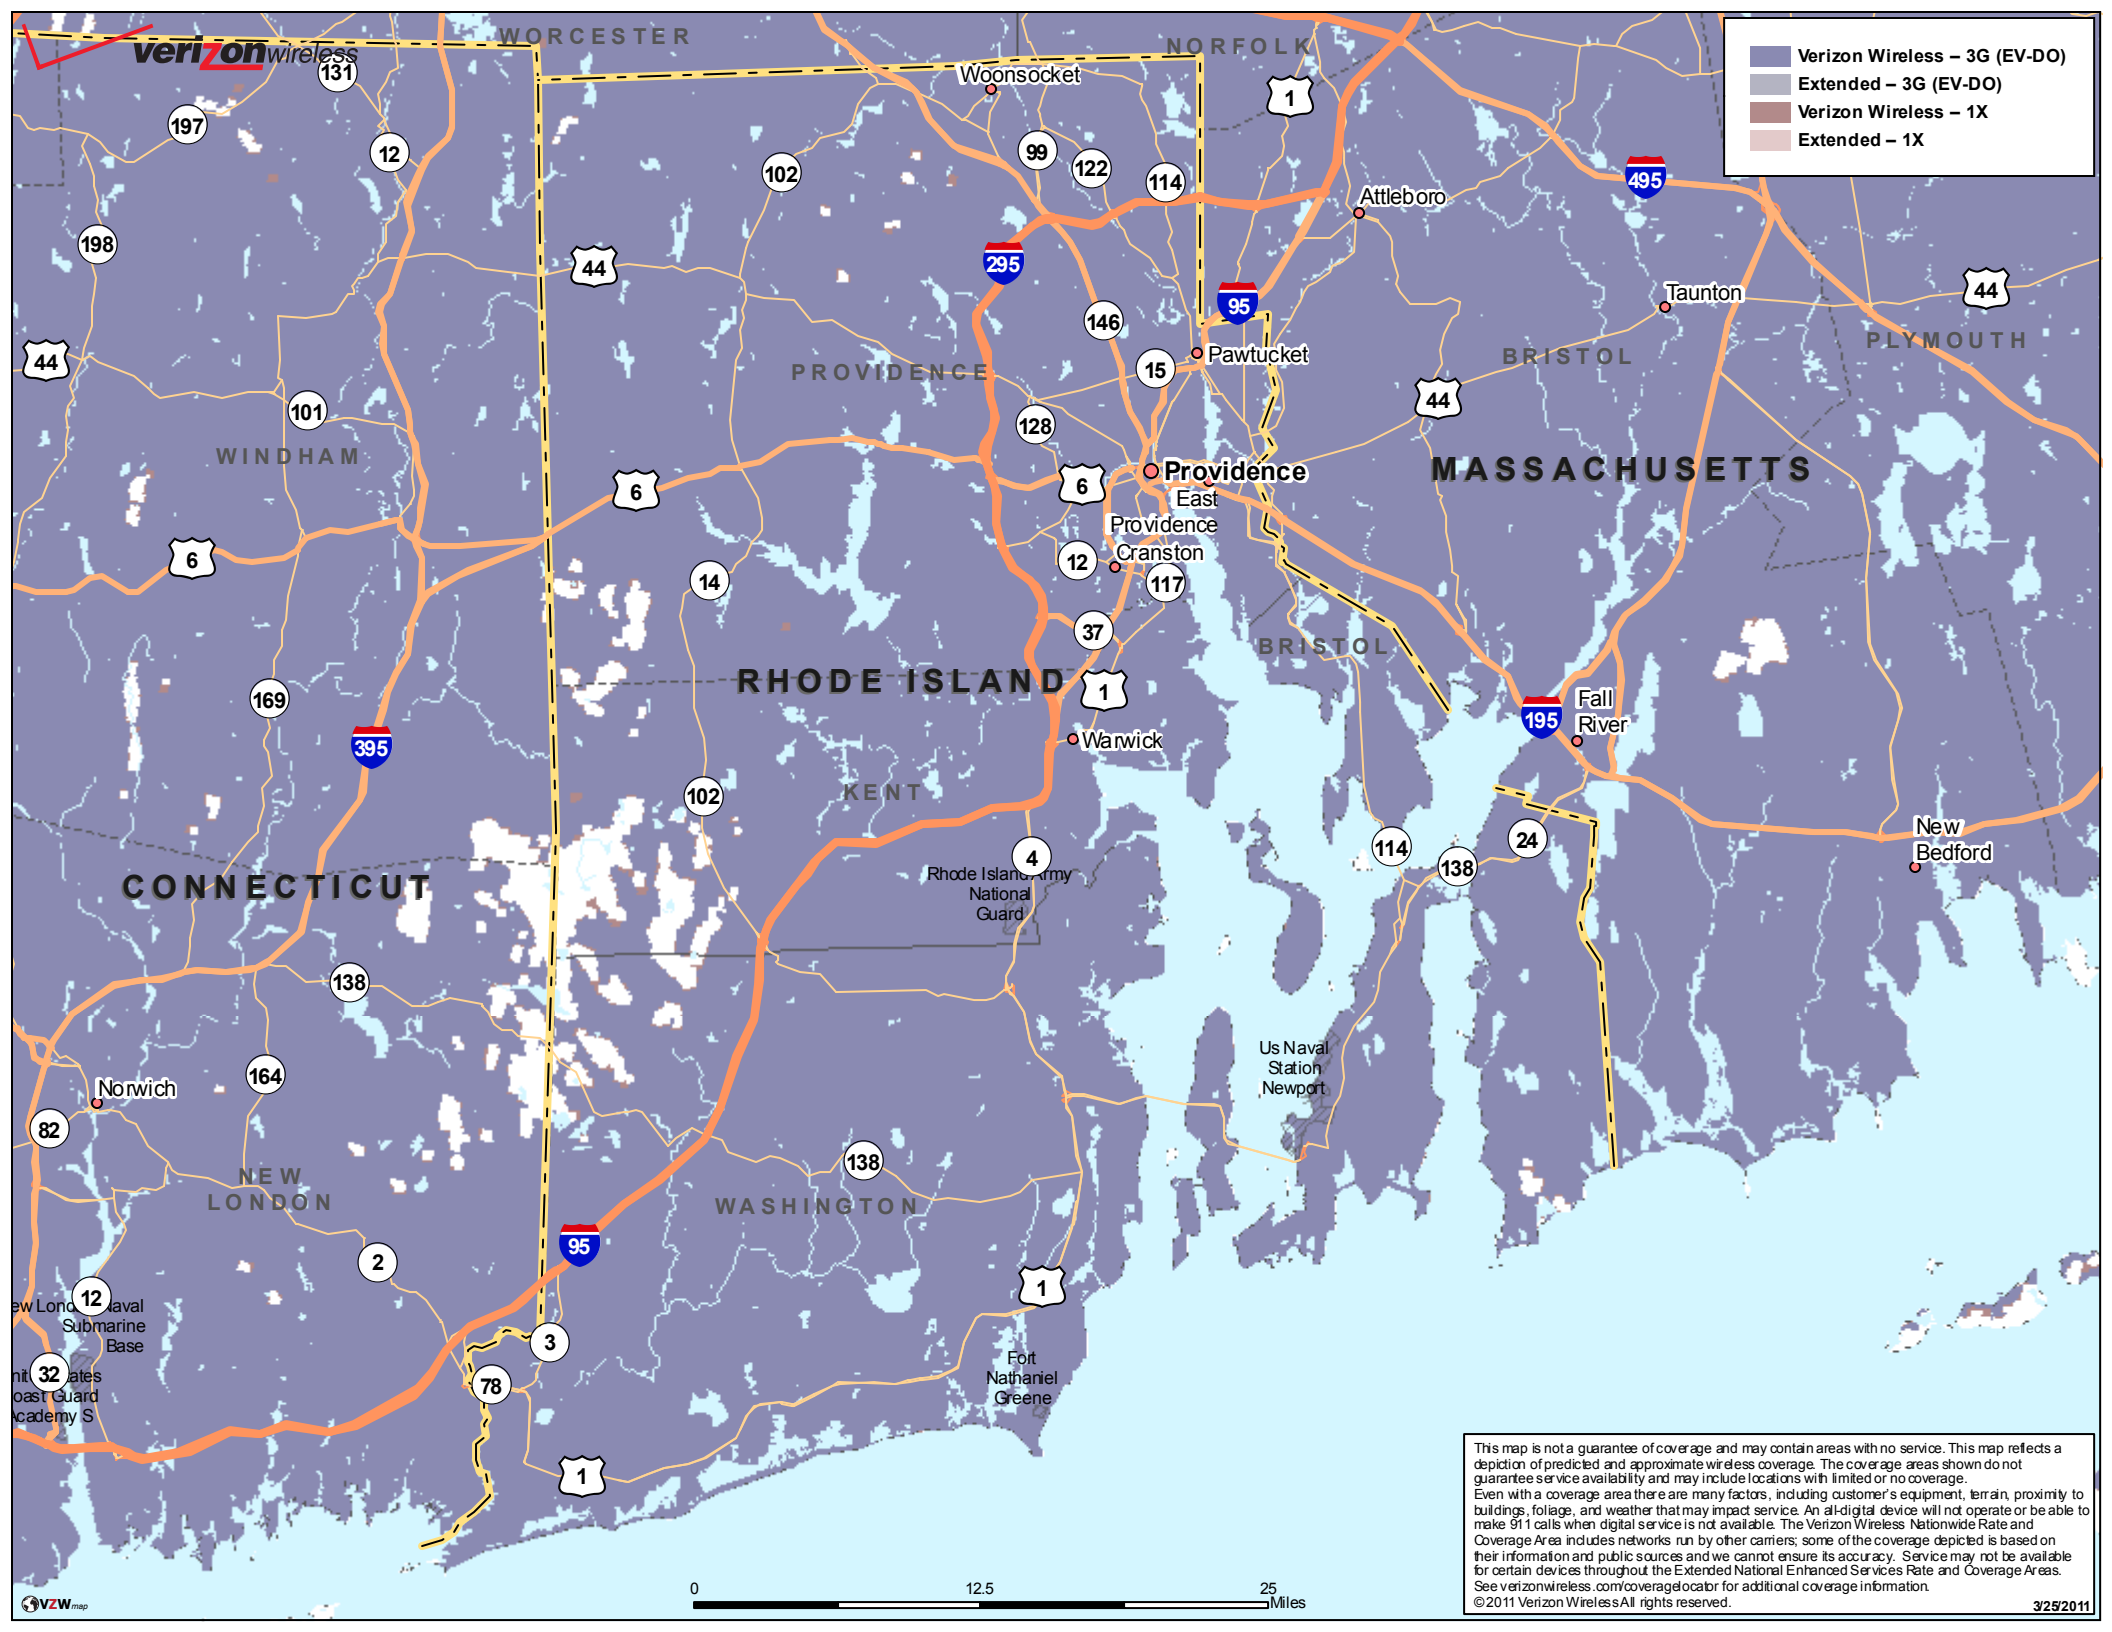 WORCESTER
NORFOLK
verizonwireless
131
Woonsocket
1
Verizon Wireless – 3G (EV-DO)
Extended – 3G (EV-DO)
Verizon Wireless – 1X
Extended – 1X
197
12
99
122
102
114
495
Attleboro
198
44
295
95
44
Taunton
146
44
Pawtucket
PLYMOUTH
BRISTOL
PROVIDENCE
15
101
44
128
WINDHAM
Providence
MASSACHUSETTS
6
6
East
Providence
6
12
Cranston
14
117
37
BRISTOL
RHODE ISLAND
1
169
Fall
River
195
395
Warwick
102
KENT
New
Bedford
24
114
138
4
Rhode Island Army
National
Guard
CONNECTICUT
138
Us Naval
Station
Newport
164
Norwich
82
138
NEW
LONDON
WASHINGTON
95
2
1
12
ew Lond Naval
Submarine
Base
3
Fort
Nathaniel
Greene
32
nit ates
oast Guard
Academy S
78
1
This map is not a guarantee of coverage and may contain areas with no service. This map reflects a
depiction of predicted and approximate wireless coverage. The coverage areas shown do not
guarantee service availability and may include locations with limited or no coverage.
Even with a coverage area there are many factors, including customer's equipment, terrain, proximity to
buildings, foliage, and weather that may impact service. An all-digital device will not operate or be able to
make 911 calls when digital service is not available. The Verizon Wireless Nationwide Rate and
Coverage Area includes networks run by other carriers; some of the coverage depicted is based on
their information and public sources and we cannot ensure its accuracy. Service may not be available
for certain devices throughout the Extended National Enhanced Services Rate and Coverage Areas.
See verizonwireless.com/coveragelocator for additional coverage information.
©2011 Verizon Wireless All rights reserved.
3/25/2011
0 12.5 25
Miles
VZW map